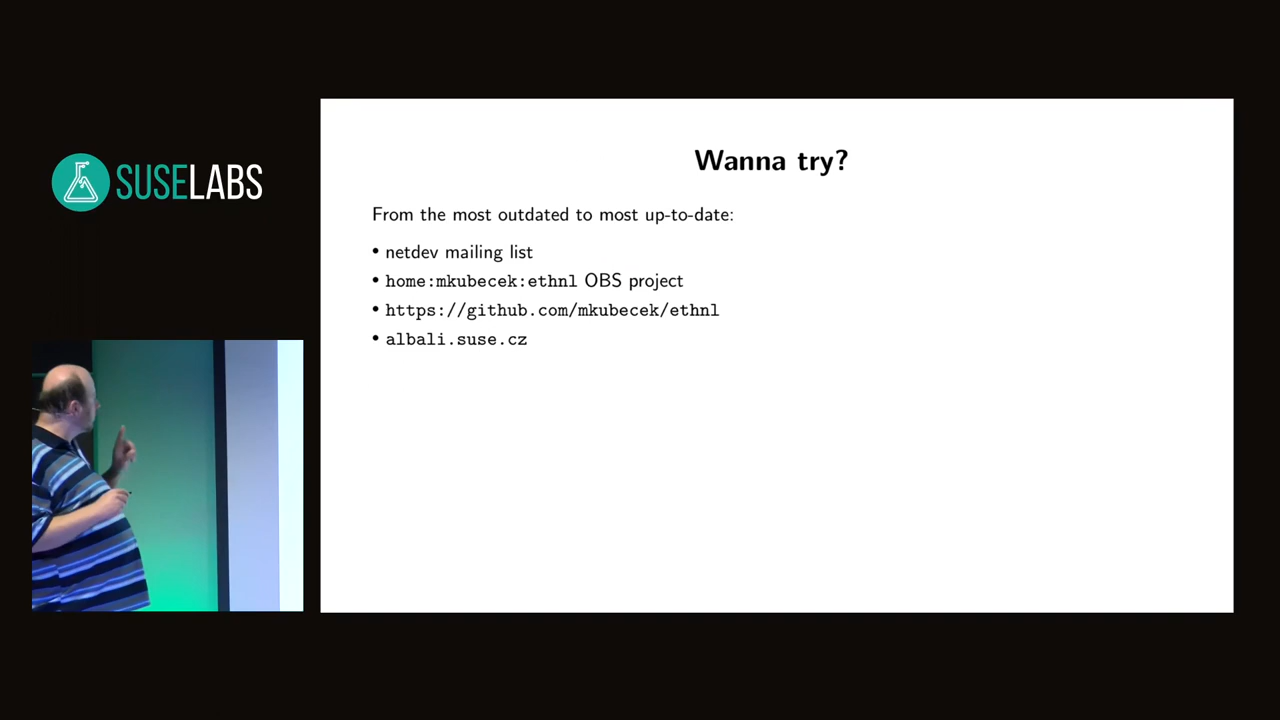 SUSELABS
Wanna try?
From the most outdated to most up-to-date:
• netdev mailing list
• home:mkubecek:ethnl OBS project
• https://github.com/mkubecek/ethnl
• albali.suse.cz